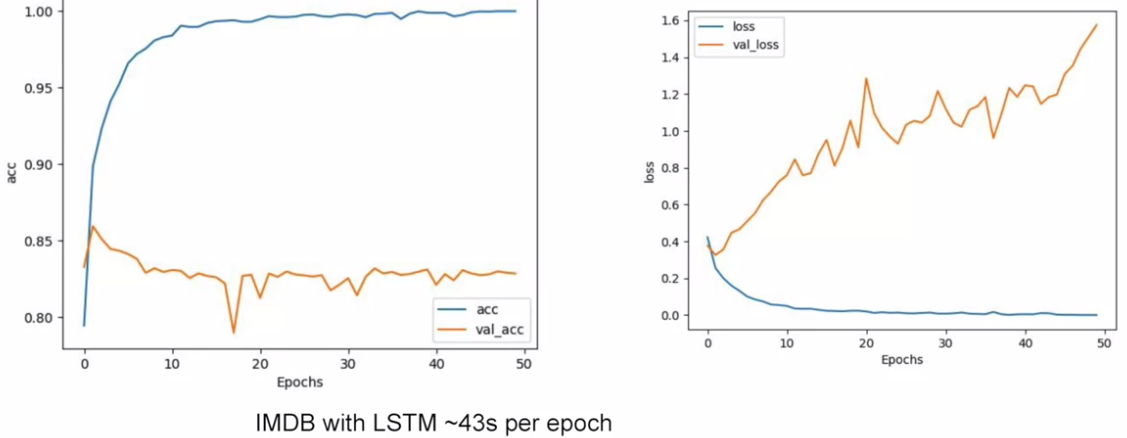 1.00
0.95
0.90
0.85
0.80
acc
0 10 20 30 40 50
Epochs
acc
val_acc
1.6
1.4
1.2
1.0
0.8
0.6
0.4
0.2
0.0
loss
loss
val_loss
0 10 20 30 40 50
Epochs
IMDB with LSTM ~43s per epoch